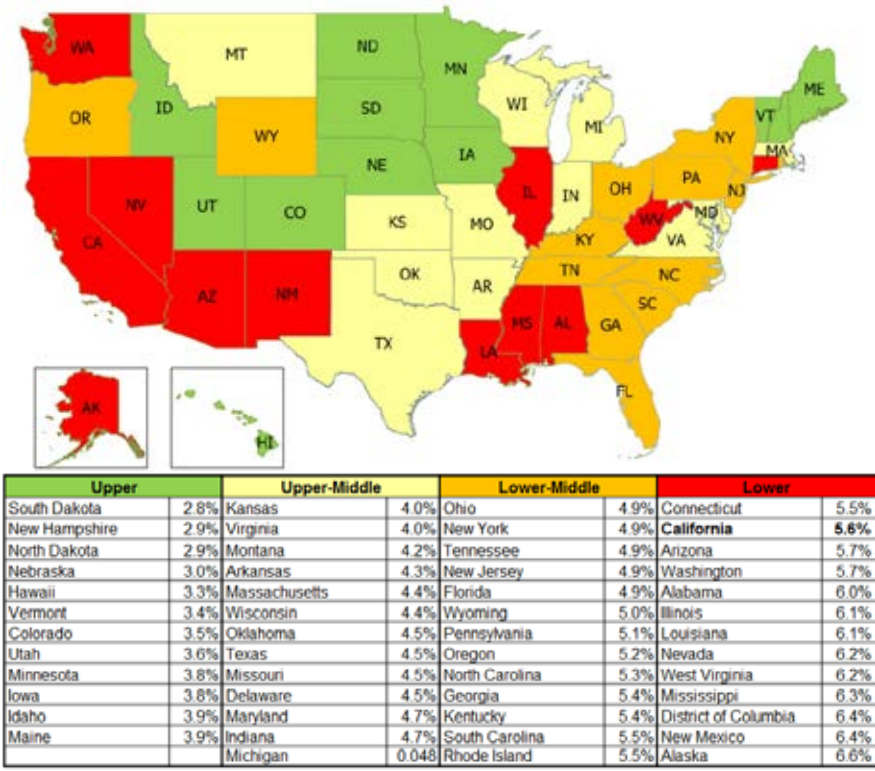 WA
MT
ND
MN
ME
OR
ID
SD
WI
VT
WY
MI
NY
MA
NE
IA
PA
NJ
NV
UT
CO
IL
IN
OH
CA
KS
MO
WV
MD
VA
KY
AZ
NM
OK
AR
TN
NC
SC
MS
AL
GA
TX
LA
FL
AK
HI
Upper Upper-Middle Lower-Middle Lower
South Dakota 2.8% Kansas 4.0% Ohio 4.9% Connecticut 5.5%
New Hampshire 2.9% Virginia 4.0% New York 4.9% California 5.6%
North Dakota 2.9% Montana 4.2% Tennessee 4.9% Arizona 5.7%
Nebraska 3.0% Arkansas 4.3% New Jersey 4.9% Washington 5.7%
Hawaii 3.3% Massachusetts 4.4% Florida 4.9% Alabama 6.0%
Vermont 3.4% Wisconsin 4.4% Wyoming 5.0% Illinois 6.1%
Colorado 3.5% Oklahoma 4.5% Pennsylvania 5.1% Louisiana 6.1%
Utah 3.6% Texas 4.5% Oregon 5.2% Nevada 6.2%
Minnesota 3.8% Missouri 4.5% North Carolina 5.3% West Virginia 6.2%
Iowa 3.8% Delaware 4.5% Georgia 5.4% Mississippi 6.3%
Idaho 3.9% Maryland 4.7% Kentucky 5.4% District of Columbia 6.4%
Maine 3.9% Indiana 4.7% South Carolina 5.5% New Mexico 6.4%
Michigan 0.048 Rhode Island 5.5% Alaska 6.6%